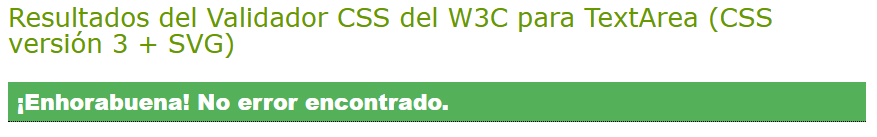 Resultados del Validador CSS del W3C para TextArea (CSS
versión 3 + SVG)
¡Enhorabuena! No error encontrado.